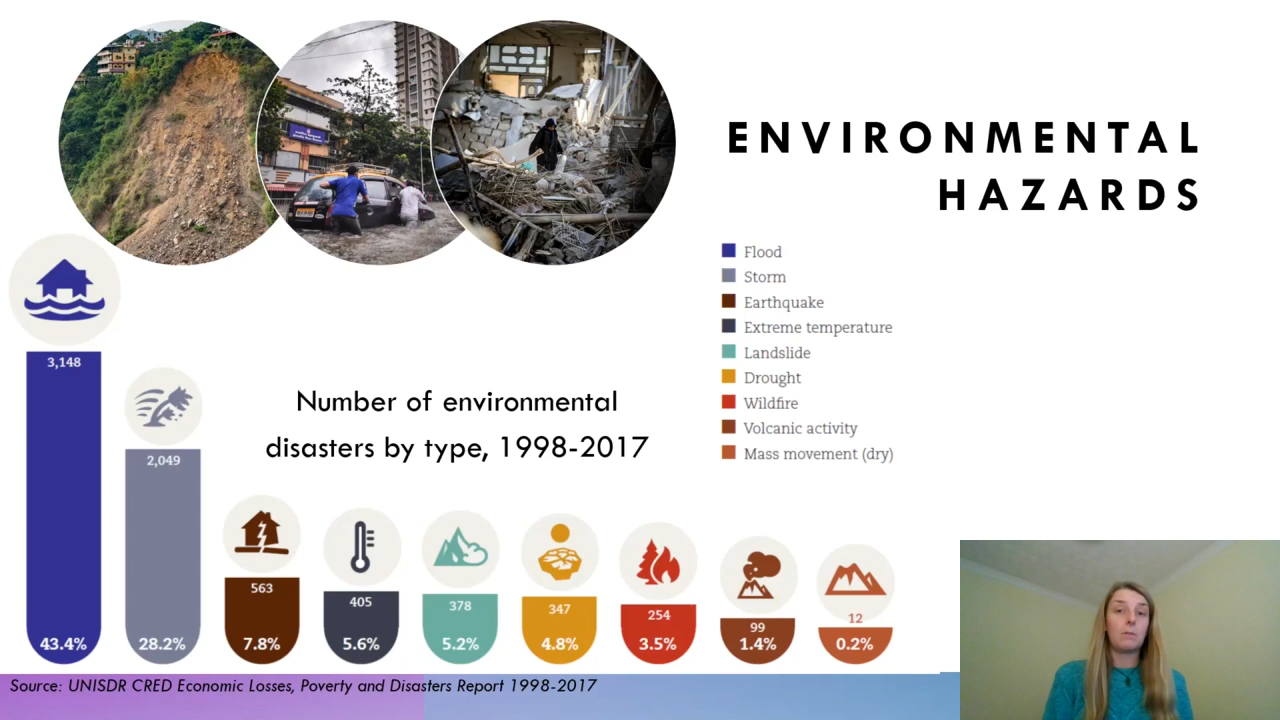 ENVIRONMENTAL
HAZARDS
Flood
Storm
Earthquake
Extreme temperature
Landslide
Drought
Wildfire
Volcanic activity
Mass movement (dry)
Number of environmental
disasters by type, 1998-2017
3,148
43.4%
2,049
28.2%
563
7.8%
405
5.6%
378
5.2%
347
4.8%
254
3.5%
99
1.4%
12
0.2%
Source: UNISDR CRED Economic Losses, Poverty and Disasters Report 1998-2017